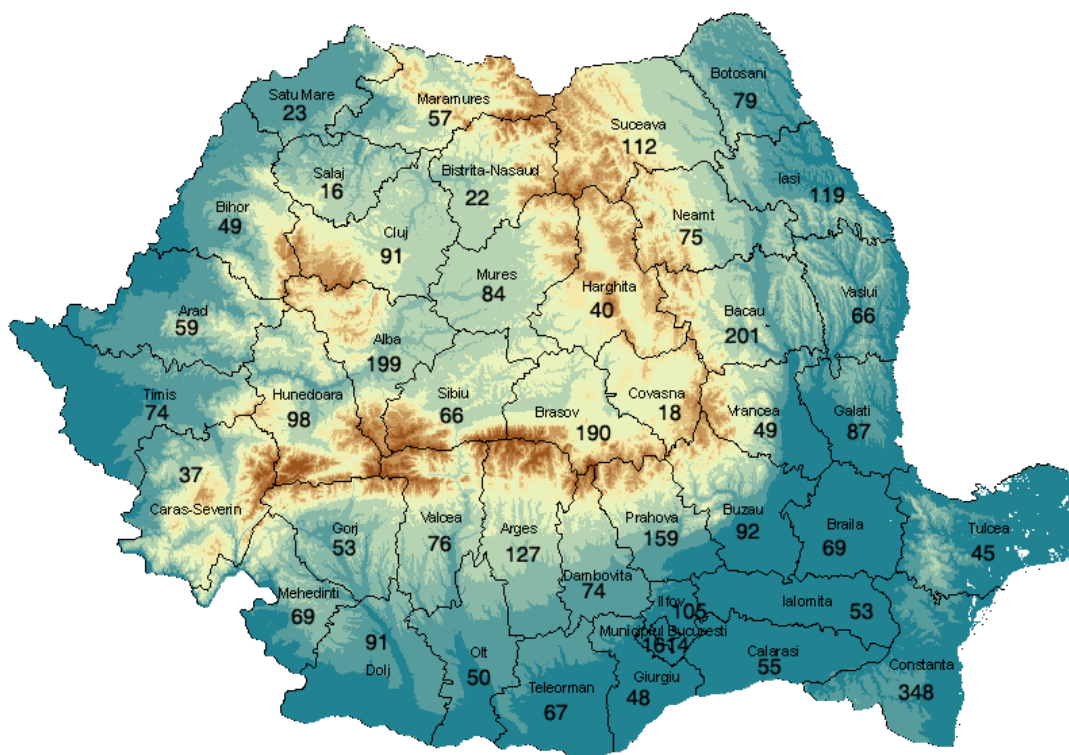 Botosani
79
Satu Mare
23
Maramures
57
Suceava
112
Iasi
119
Salaj
16
Bistrita-Nasaud
22
Bihor
49
Neamt
75
Cluj
91
Mures
84
Harghita
40
Vaslui
66
Arad
59
Bacau
201
Alba
199
Timis
74
Hunedoara
98
Sibiu
66
Brasov
190
Covasna
18
Vrancea
49
Galati
87
37
Caras-Severin
Gorj
53
Valcea
76
Arges
127
Prahova
159
Buzau
92
Braila
69
Tulcea
45
Dambovita
74
Mehedinti
69
Ilfov
105
Ialomita
53
Municipiul Bucuresti
1614
91
Dolj
Ott
50
Teleorman
67
Giurgiu
48
Calarasi
55
Constanta
348